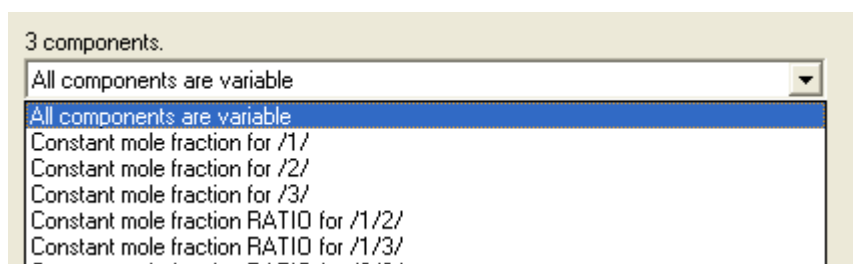 3 components.
All components are variable
All components are variable
Constant mole fraction for /1/
Constant mole fraction for /2/
Constant mole fraction for /3/
Constant mole fraction RATIO for /1/2/
Constant mole fraction RATIO for /1/3/